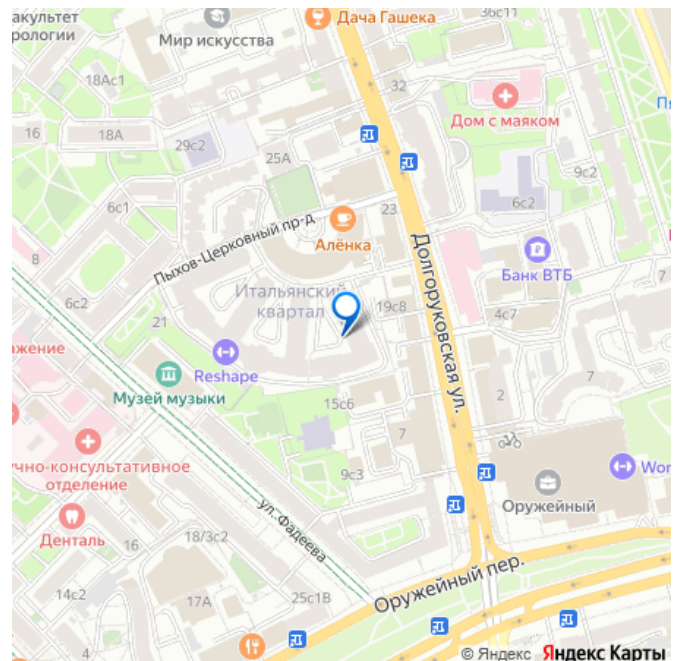 акультет
рологии
Дача Гашека
36с11
Мир искусства
18Ас1
32
Дом с маяком
16
18А
29с2
25А
9с2
6с1
6с2
23
Пыхов-Церковный пр-д
Алёнка
Долгоруковская ул.
8
Банк ВТБ
7
Итальянский
квартал
19с8
6с2
21
4с7
ажение
Reshape
7
Музей музыки
2
15с6
7
чно-консультативное
отделение
9с3
Wor
Оружейный
ул. Фадеева
Денталь
16
18/3с2
Оружейный пер.
14с2
17А
25с1В
4
© Яндекс Яндекс Карты